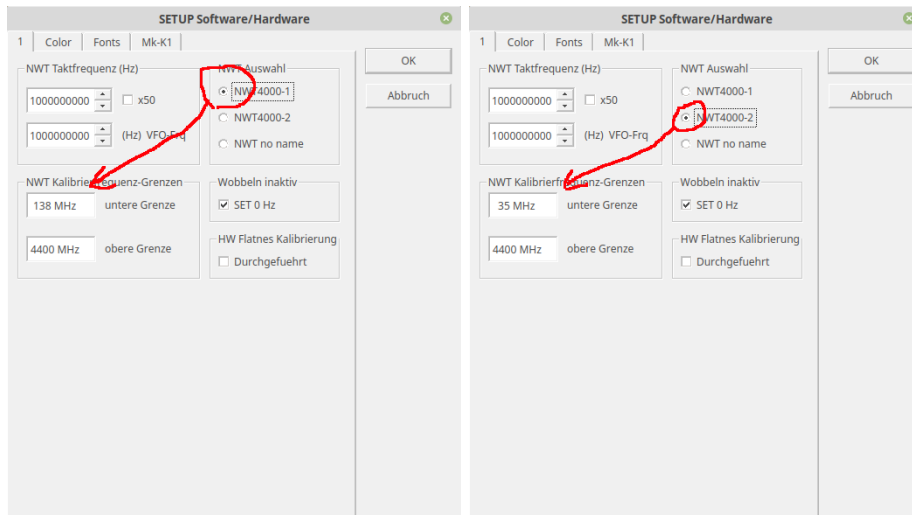 SETUP Software/Hardware
1 Color Fonts Mk-K1
OK
Abbruch
NWT Taktfrequenz (Hz)
1000000000 x50
1000000000 (Hz) VFO-Frq
NWT Auswahl
NWT4000-1
NWT4000-2
NWT no name
NWT Kalibrierfrequenz-Grenzen
138 MHz untere Grenze
4400 MHz obere Grenze
Wobbeln inaktiv
SET 0 Hz
HW Flatnes Kalibrierung
Durchgefuehrt
SETUP Software/Hardware
1 Color Fonts Mk-K1
OK
Abbruch
NWT Taktfrequenz (Hz)
1000000000 x50
1000000000 (Hz) VFO-Frq
NWT Auswahl
NWT4000-1
NWT4000-2
NWT no name
NWT Kalibrierfrequenz-Grenzen
35 MHz untere Grenze
4400 MHz obere Grenze
Wobbeln inaktiv
SET 0 Hz
HW Flatnes Kalibrierung
Durchgefuehrt